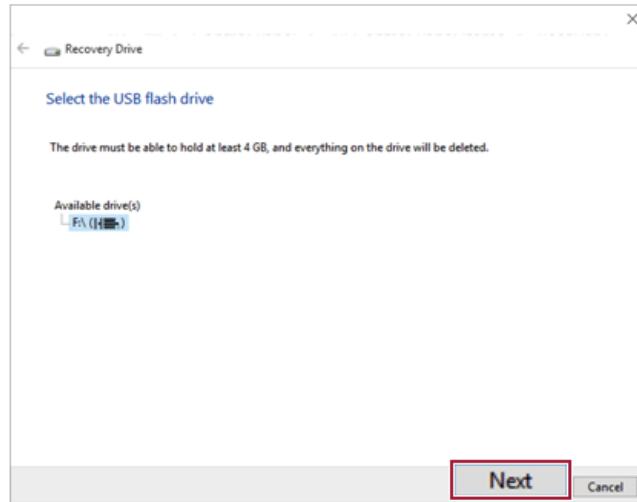 Recovery Drive
Select the USB flash drive
The drive must be able to hold at least 4 GB, and everything on the drive will be deleted.
Available drive(s)
F:\ ( )
Next
Cancel